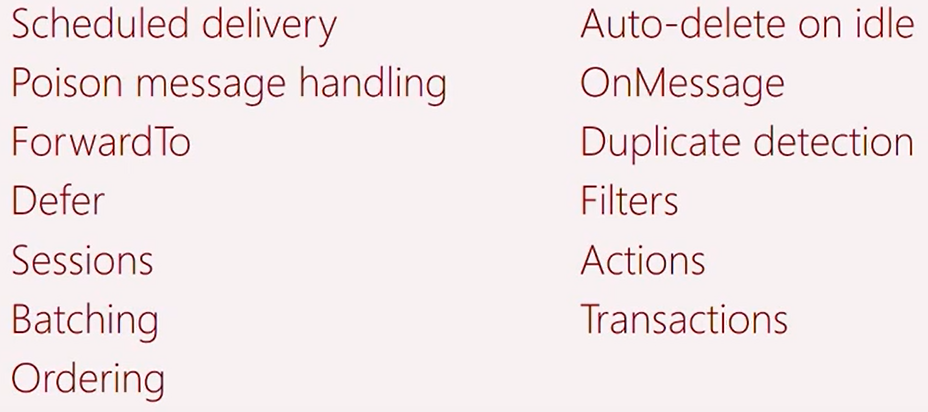 Scheduled delivery
Poison message handling
ForwardTo
Defer
Sessions
Batching
Ordering
Auto-delete on idle
OnMessage
Duplicate detection
Filters
Actions
Transactions